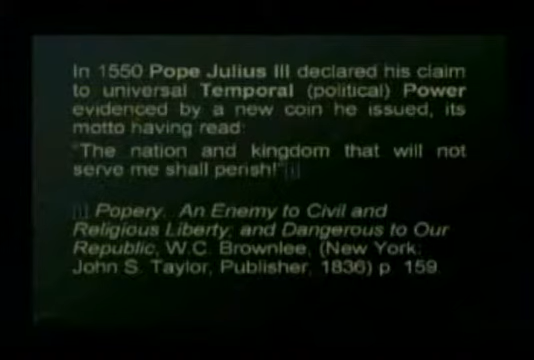 In 1550 Pope Julius III declared his claim
to universal Temporal (political) Power
evidenced by a new coin he issued, its
motto having read:
"The nation and kingdom that will not
serve me shall perish!"[i]
[i] Popery, An Enemy to Civil and
Religious Liberty; and Dangerous to Our
Republic, W.C. Brownlee, (New York:
John S. Taylor, Publisher, 1836) p. 159.